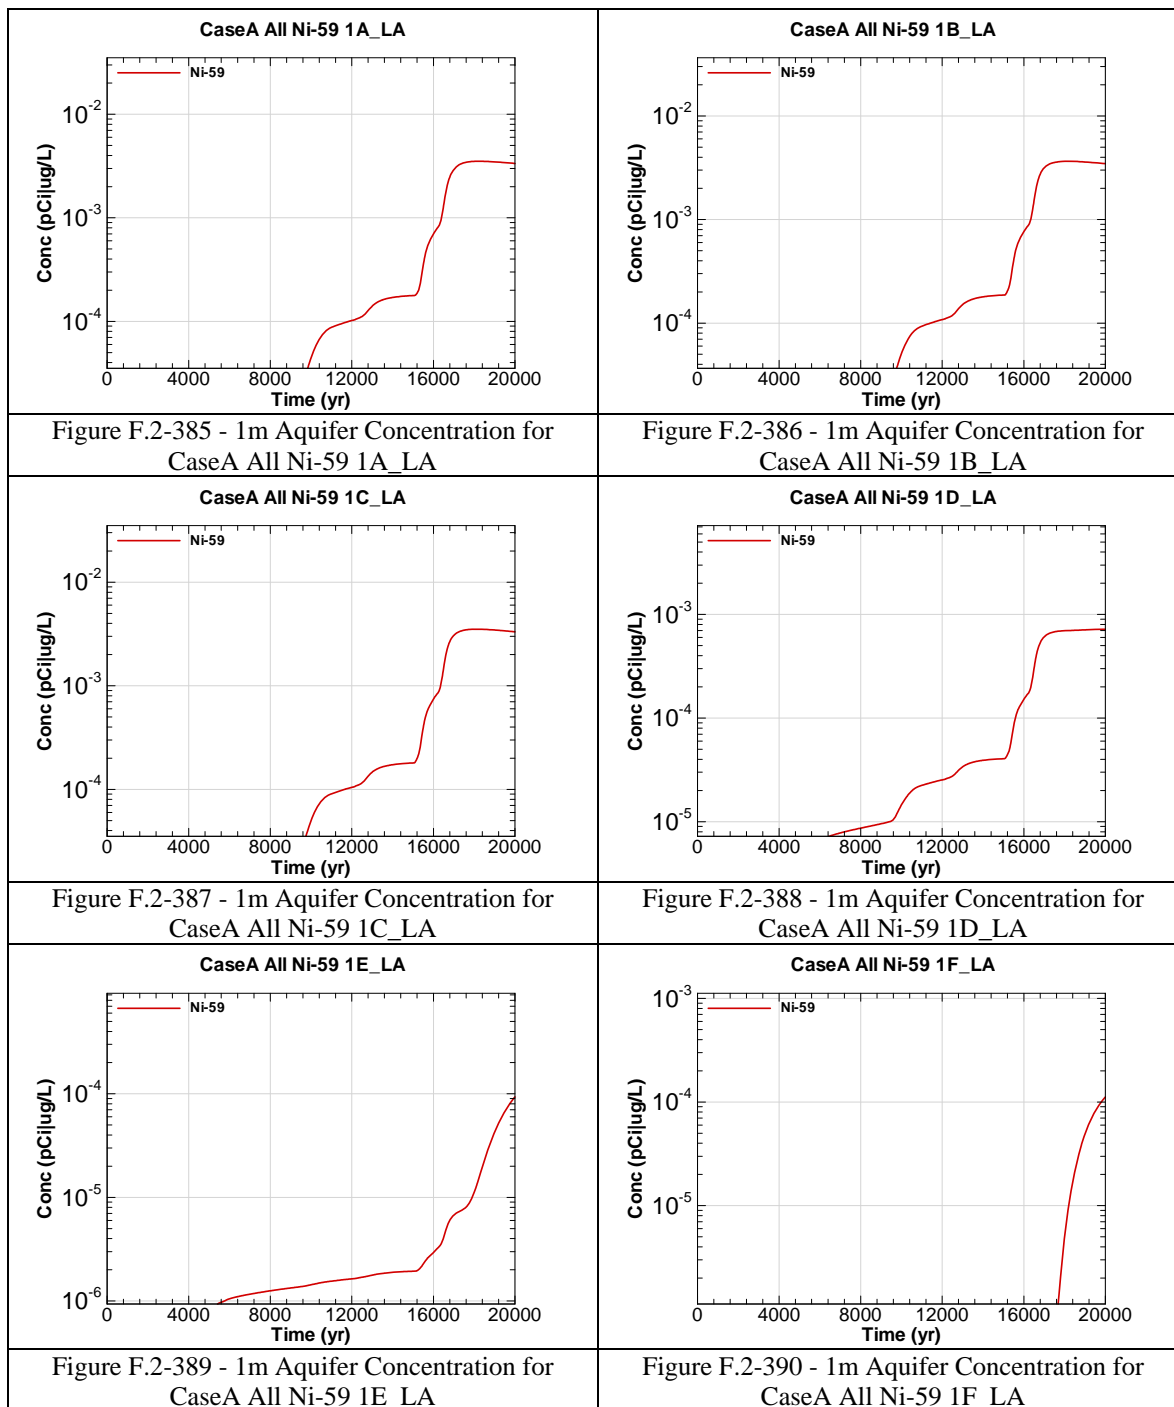 CaseA All Ni-59 1A_LA
Ni-59
Conc (pCi|ug/L)
10-2
10-3
10-4
0 4000 8000 12000 16000 20000
Time (yr)
Figure F.2-385 - 1m Aquifer Concentration for
CaseA All Ni-59 1A_LA
CaseA All Ni-59 1B_LA
Ni-59
Conc (pCi|ug/L)
10-2
10-3
10-4
0 4000 8000 12000 16000 20000
Time (yr)
Figure F.2-386 - 1m Aquifer Concentration for
CaseA All Ni-59 1B_LA
CaseA All Ni-59 1C_LA
Ni-59
Conc (pCi|ug/L)
10-2
10-3
10-4
0 4000 8000 12000 16000 20000
Time (yr)
Figure F.2-387 - 1m Aquifer Concentration for
CaseA All Ni-59 1C_LA
CaseA All Ni-59 1D_LA
Ni-59
Conc (pCi|ug/L)
10-3
10-4
10-5
0 4000 8000 12000 16000 20000
Time (yr)
Figure F.2-388 - 1m Aquifer Concentration for
CaseA All Ni-59 1D_LA
CaseA All Ni-59 1E_LA
Ni-59
Conc (pCi|ug/L)
10-4
10-5
10-6
0 4000 8000 12000 16000 20000
Time (yr)
Figure F.2-389 - 1m Aquifer Concentration for
CaseA All Ni-59 1E_LA
CaseA All Ni-59 1F_LA
Ni-59
Conc (pCi|ug/L)
10-3
10-4
10-5
0 4000 8000 12000 16000 20000
Time (yr)
Figure F.2-390 - 1m Aquifer Concentration for
CaseA All Ni-59 1F_LA